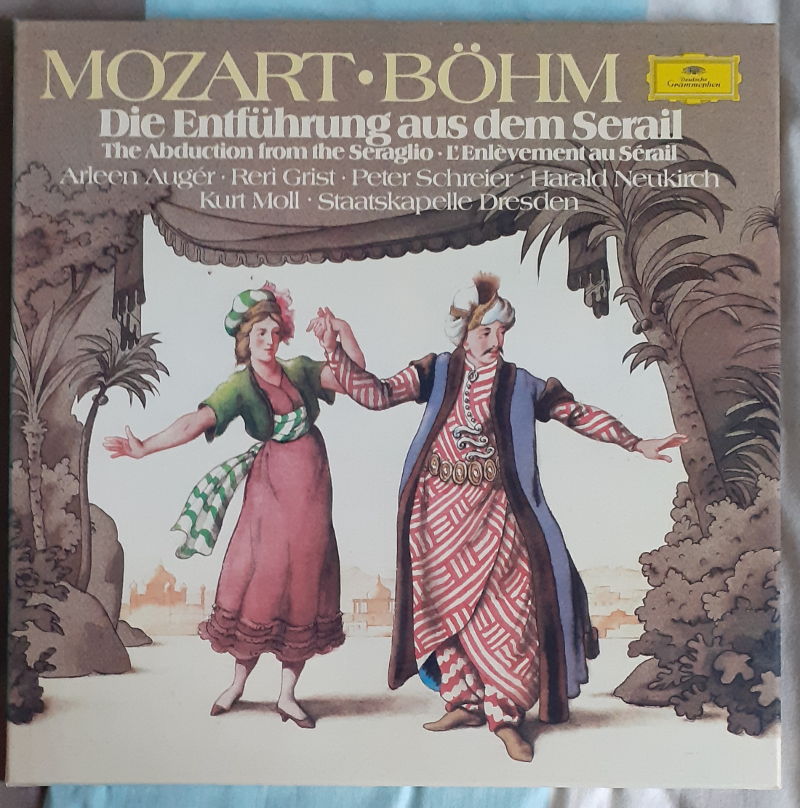 MOZART · BÖHM
Deutsche
Grammophon
Die Entführung aus dem Serail
The Abduction from the Seraglio · L'Enlèvement au Sérail
Arleen Augér · Reri Grist · Peter Schreier · Harald Neukirch
Kurt Moll · Staatskapelle Dresden